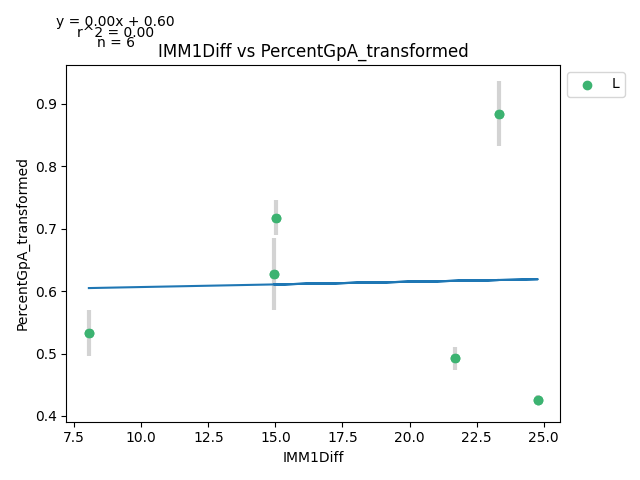 y = 0.00x + 0.60
r^2 = 0.00
n = 6
IMM1Diff vs PercentGpA_transformed
L
PercentGpA_transformed
0.9
0.8
0.7
0.6
0.5
0.4
7.5 10.0 12.5 15.0 17.5 20.0 22.5 25.0
IMM1Diff